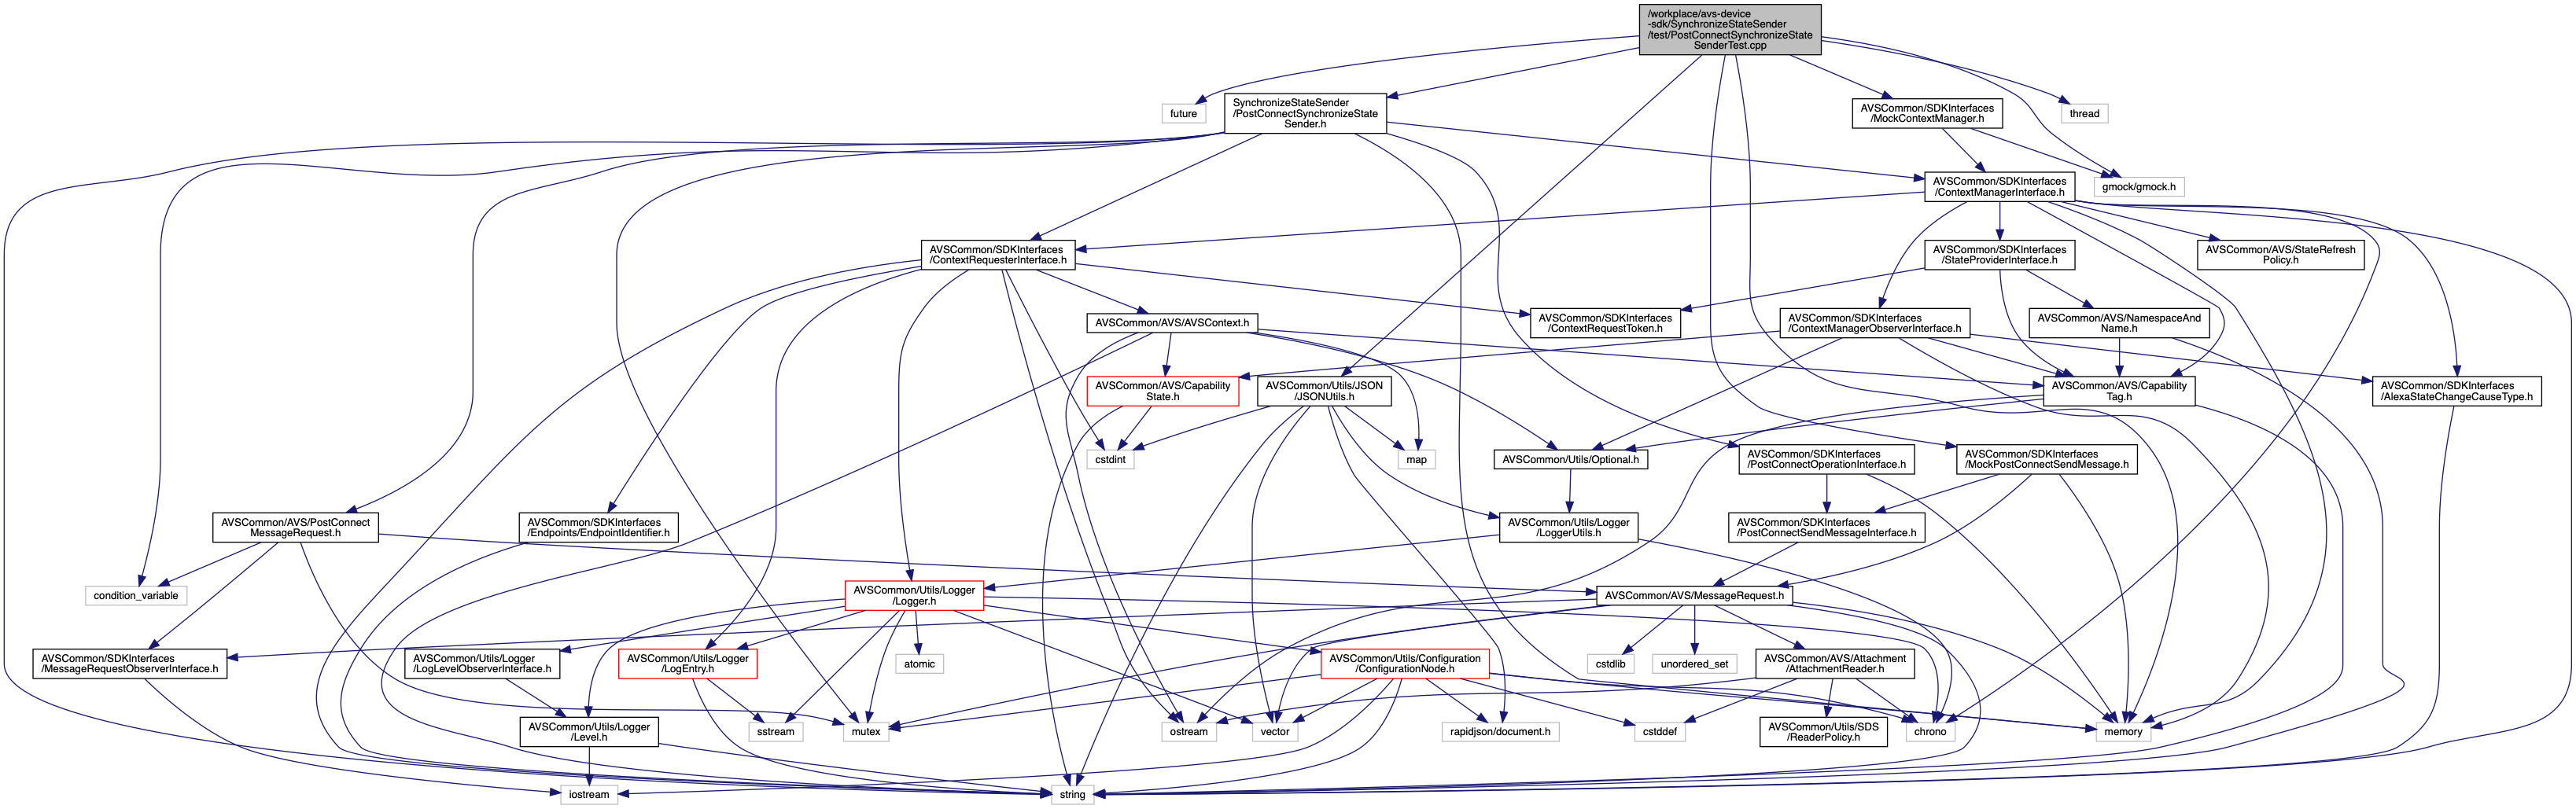 /workplace/avs-device
-sdk/SynchronizeStateSender
/test/PostConnectSynchronizeState
SenderTest.cpp
future
SynchronizeStateSender
/PostConnectSynchronizeState
Sender.h
AVSCommon/SDKInterfaces
/MockContextManager.h
thread
AVSCommon/SDKInterfaces
/ContextManagerInterface.h
gmock/gmock.h
AVSCommon/SDKInterfaces
/ContextRequesterInterface.h
AVSCommon/SDKInterfaces
/StateProviderInterface.h
AVSCommon/AVS/StateRefresh
Policy.h
AVSCommon/AVS/AVSContext.h
AVSCommon/SDKInterfaces
/ContextRequestToken.h
AVSCommon/SDKInterfaces
/ContextManagerObserverInterface.h
AVSCommon/AVS/NamespaceAnd
Name.h
AVSCommon/AVS/Capability
State.h
AVSCommon/Utils/JSON
/JSONUtils.h
AVSCommon/AVS/Capability
Tag.h
AVSCommon/SDKInterfaces
/AlexaStateChangeCauseType.h
cstdint
map
AVSCommon/Utils/Optional.h
AVSCommon/SDKInterfaces
/PostConnectOperationInterface.h
AVSCommon/SDKInterfaces
/MockPostConnectSendMessage.h
AVSCommon/AVS/PostConnect
MessageRequest.h
AVSCommon/SDKInterfaces
/Endpoints/EndpointIdentifier.h
AVSCommon/Utils/Logger
/LoggerUtils.h
AVSCommon/SDKInterfaces
/PostConnectSendMessageInterface.h
condition_variable
AVSCommon/Utils/Logger
/Logger.h
AVSCommon/AVS/MessageRequest.h
AVSCommon/SDKInterfaces
/MessageRequestObserverInterface.h
AVSCommon/Utils/Logger
/LogLevelObserverInterface.h
AVSCommon/Utils/Logger
/LogEntry.h
atomic
AVSCommon/Utils/Configuration
/ConfigurationNode.h
cstdlib
unordered_set
AVSCommon/AVS/Attachment
/AttachmentReader.h
AVSCommon/Utils/Logger
/Level.h
sstream
mutex
ostream
vector
rapidjson/document.h
cstddef
AVSCommon/Utils/SDS
/ReaderPolicy.h
chrono
memory
iostream
string